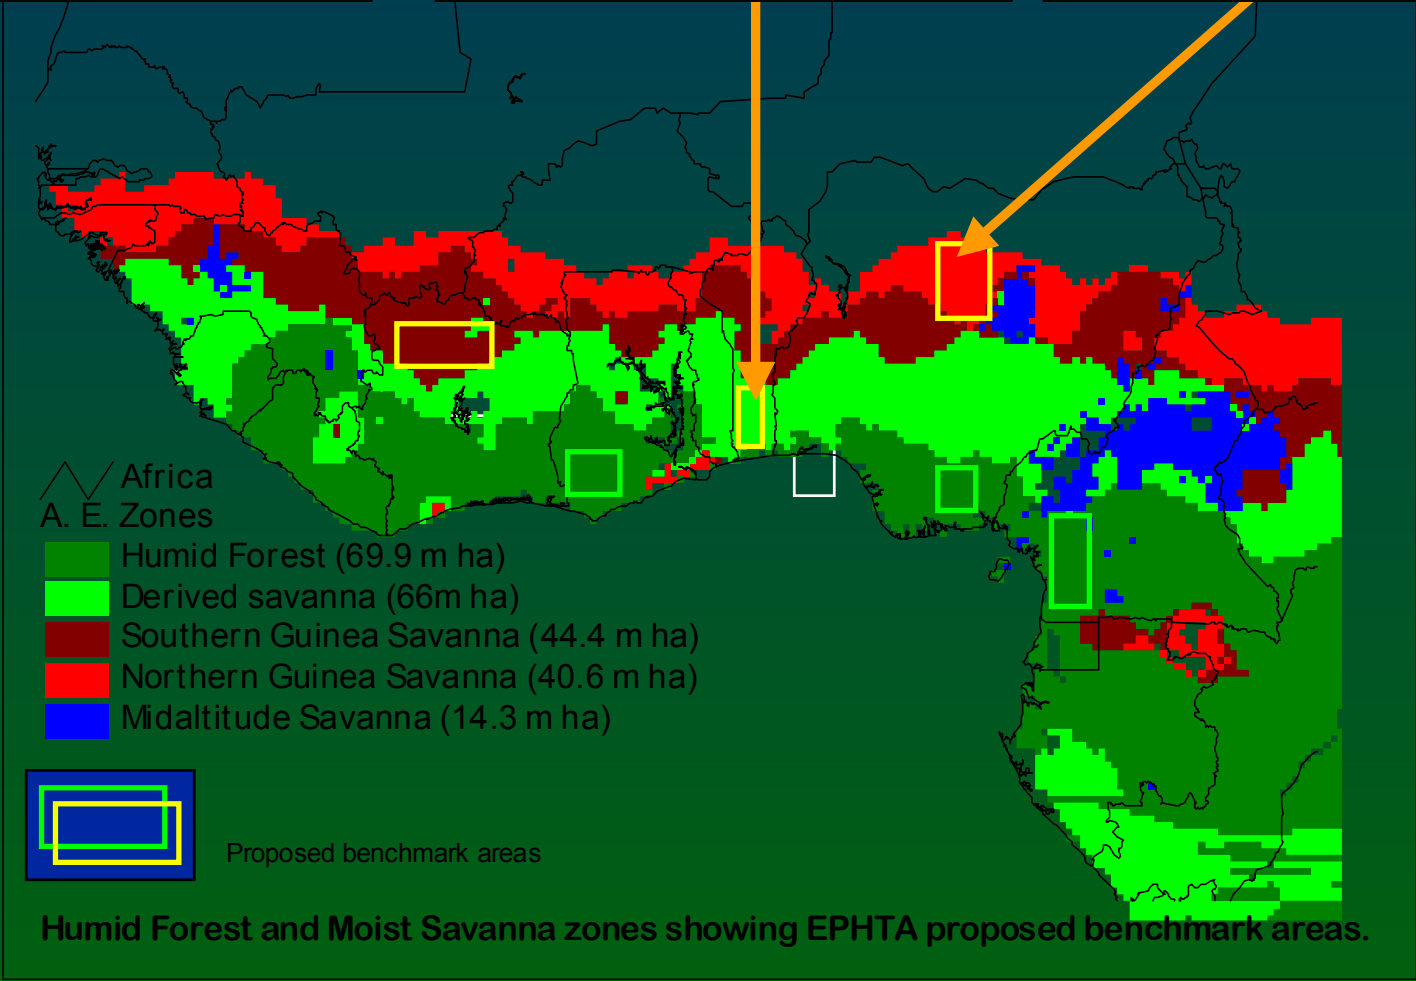 Africa
A. E. Zones
Humid Forest (69.9 m ha)
Derived savanna (66m ha)
Southern Guinea Savanna (44.4 m ha)
Northern Guinea Savanna (40.6 m ha)
Midaltitude Savanna (14.3 m ha)
Proposed benchmark areas
Humid Forest and Moist Savanna zones showing EPHTA proposed benchmark areas.